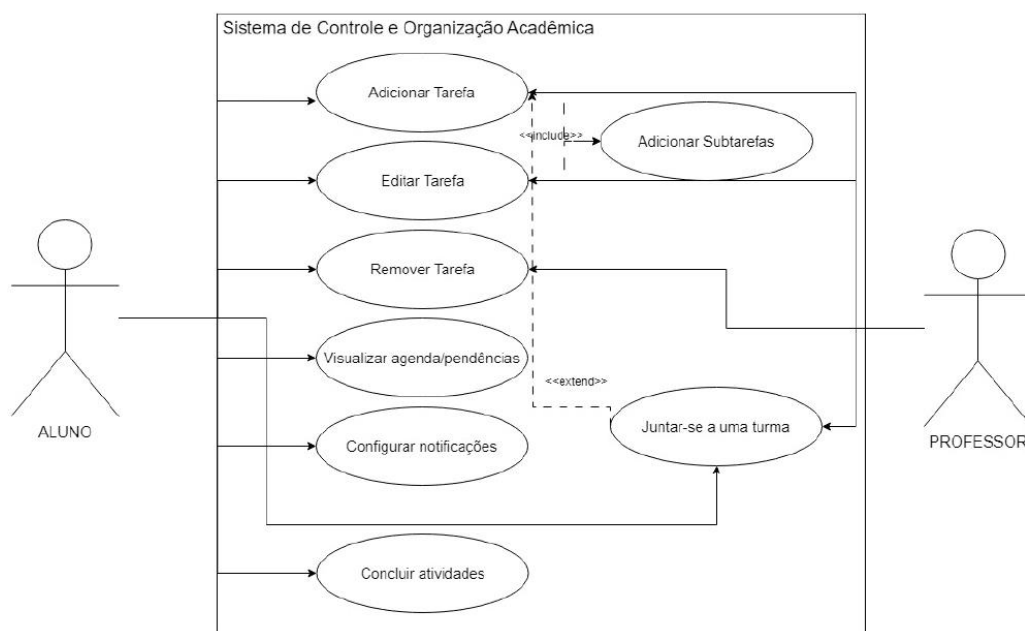 Sistema de Controle e Organização Acadêmica
Adicionar Tarefa
<<include>>
Adicionar Subtarefas
Editar Tarefa
Remover Tarefa
Visualizar agenda/pendências
<<extend>>
Juntar-se a uma turma
ALUNO
PROFESSOR
Configurar notificações
Concluir atividades